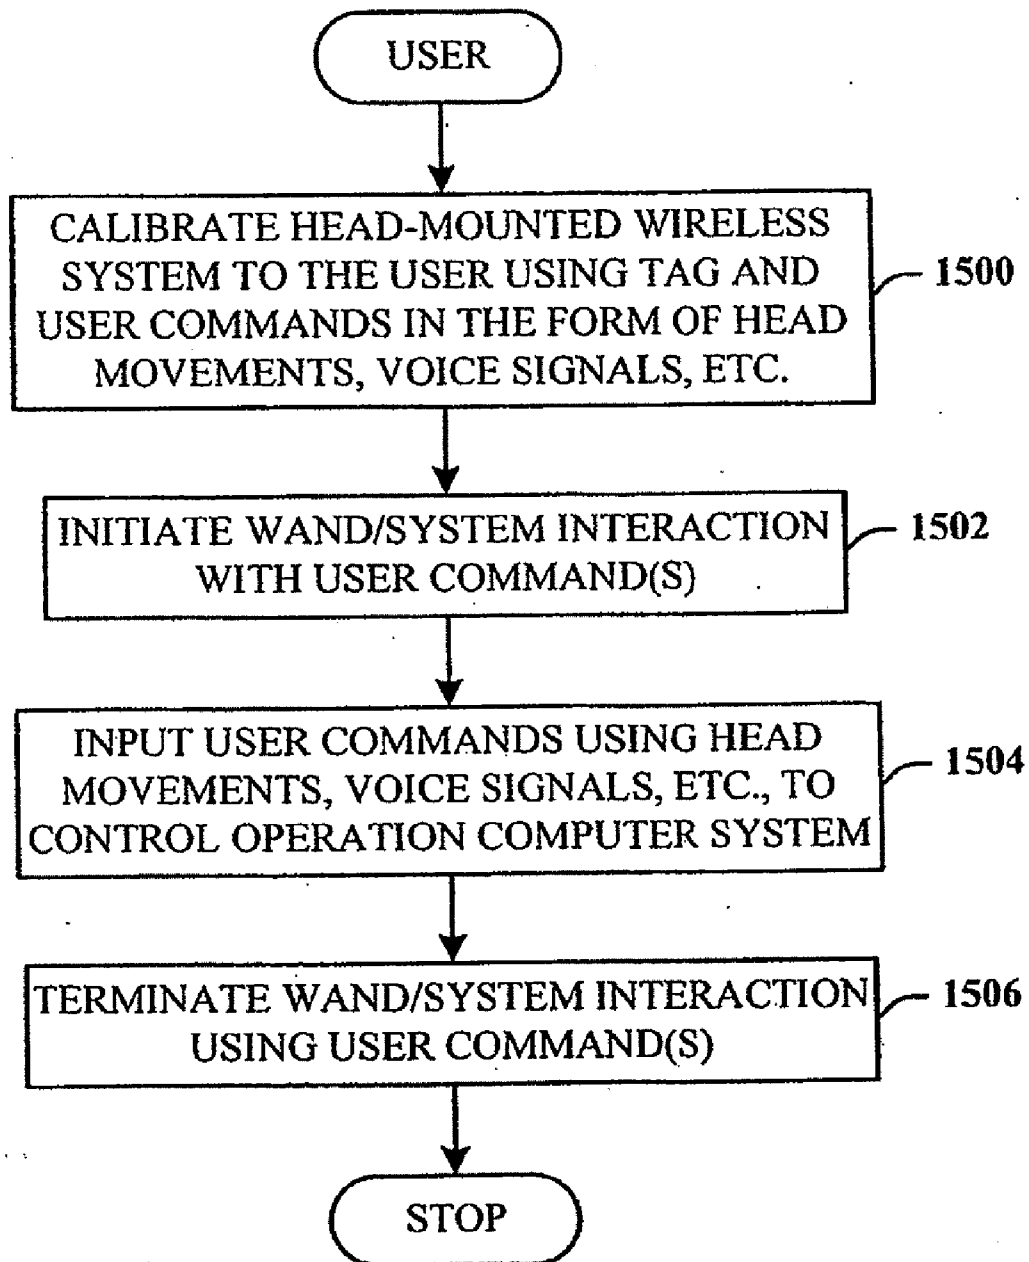 USER
CALIBRATE HEAD-MOUNTED WIRELESS
SYSTEM TO THE USER USING TAG AND
USER COMMANDS IN THE FORM OF HEAD
MOVEMENTS, VOICE SIGNALS, ETC.
1500
INITIATE WAND/SYSTEM INTERACTION
WITH USER COMMAND(S)
1502
INPUT USER COMMANDS USING HEAD
MOVEMENTS, VOICE SIGNALS, ETC., TO
CONTROL OPERATION COMPUTER SYSTEM
1504
TERMINATE WAND/SYSTEM INTERACTION
USING USER COMMAND(S)
1506
STOP